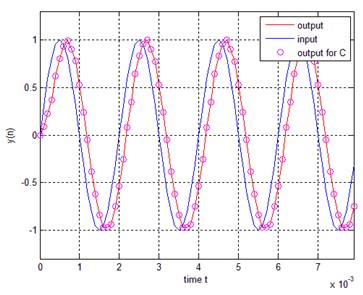 output
input
output for C
1
0.5
0
-0.5
-1
y(n)
0 1 2 3 4 5 6 7
time t
x 10⁻³